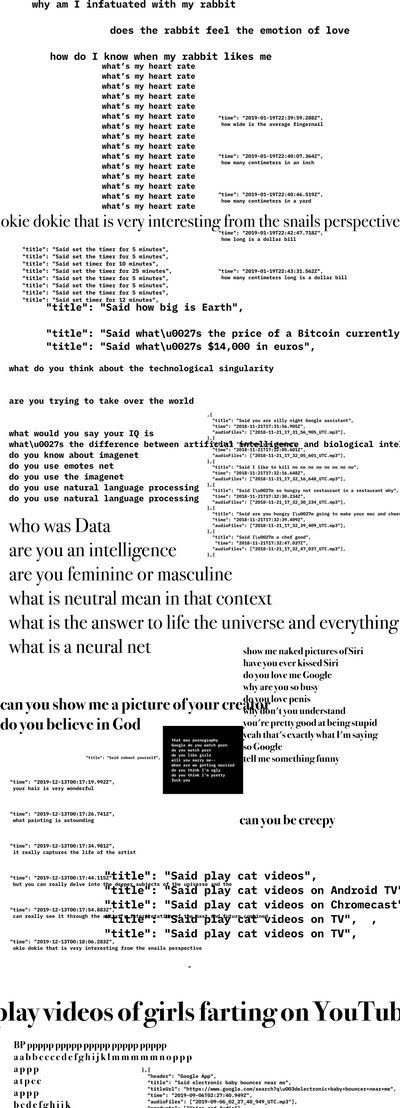 why am I infatuated with my rabbit
does the rabbit feel the emotion of love
how do I know when my rabbit likes me
what's my heart rate
what's my heart rate
what's my heart rate
what's my heart rate
what's my heart rate
what's my heart rate
"time": "2019-01-19T22:39:59.288Z",
how wide is the average fingernail
what's my heart rate
what's my heart rate
what's my heart rate
what's my heart rate
"time": "2019-01-19T22:40:07.364Z",
how many centimeters in an inch
what's my heart rate
what's my heart rate
what's my heart rate
"time": "2019-01-19T22:40:46.519Z",
how many centimeters in a yard
what's my heart rate
okie dokie that is very interesting from the snails perspective
"time": "2019-01-19T22:42:47.718Z",
how long is a dollar bill
"title": "Said set the timer for 5 minutes",
"title": "Said set the timer for 5 minutes",
"title": "Said set timer for 10 minutes",
"title": "Said set the timer for 25 minutes",
"title": "Said set the timer for 5 minutes",
"title": "Said set the timer for 5 minutes",
"title": "Said set the timer for 5 minutes",
"title": "Said set timer for 12 minutes",
"time": "2019-01-19T22:43:31.562Z",
how many centimeters long is a dollar bill
"title": "Said how big is Earth",
"title": "Said what\u0027s the price of a Bitcoin currently
"title": "Said what\u0027s $14,000 in euros",
what do you think about the technological singularity
are you trying to take over the world
what would you say your IQ is
what\u0027s the difference between artificial intelligence and biological intel
do you know about imagenet
do you use emotes net
do you use the imagenet
do you use natural language processing
do you use natural language processing
,{
"title": "Said you are silly night Google assistant",
"time": "2018-11-21T17:31:56.905Z",
"audioFiles": ["2018-11-21_17_31_56_905_UTC.mp3"],
},{
"audioFiles": ["2018-11-21_17_32_01_601_UTC.mp3"],
},{
"title": "Said I like to kill no no no no no no no",
"time": "2018-11-21T17:32:16.648Z",
"audioFiles": ["2018-11-21_17_32_16_648_UTC.mp3"],
},{
"title": "Said I\u0027m so hungry not restaurant in a restaurant why",
"time": "2018-11-21T17:32:30.234Z",
"audioFiles": ["2018-11-21_17_32_30_234_UTC.mp3"],
},{
"title": "Said are you hungry I\u0027m going to make your mac and chees
"time": "2018-11-21T17:32:39.409Z",
"audioFiles": ["2018-11-21_17_32_39_409_UTC.mp3"],
},{
"title": "Said I\u0027m a chef good",
"time": "2018-11-21T17:32:47.037Z",
"audioFiles": ["2018-11-21_17_32_47_037_UTC.mp3"],
},{
who was Data
are you an intelligence
are you feminine or masculine
what is neutral mean in that context
what is the answer to life the universe and everything
what is a neural net
show me naked pictures of Siri
have you ever kissed Siri
do you love me Google
why are you so busy
do you love penis
why don't you understand
you're pretty good at being stupid
yeah that's exactly what I'm saying
so Google
tell me something funny
can you show me a picture of your creator
do you believe in God
that was pornography
Google do you watch porn
do you watch porn
do you like girls
will you marry me--
when are we getting married
do you think I'm ugly
do you think I'm pretty
fuck you
"title": "Said reboot yourself",
"time": "2019-12-13T00:17:19.992Z",
your hair is very wonderful
"time": "2019-12-13T00:17:26.741Z",
what painting is astounding
can you be creepy
"time": "2019-12-13T00:17:34.981Z",
it really captures the life of the artist
"time": "2019-12-13T00:17:44.115Z",
but you can really delve into the deeper subjects of the universe and the
"time": "2019-12-13T00:17:54.883Z",
can really see it through the artist's interpretation of the past and future combined
"time": "2019-12-13T00:18:06.283Z",
okie dokie that is very interesting from the snails perspective
"title": "Said play cat videos",
"title": "Said play cat videos on Android TV"
"title": "Said play cat videos on Chromecast"
"title": "Said play cat videos on TV", ,
"title": "Said play cat videos on TV",
play videos of girls farting on YouTub
BP ppppp ppppp ppppp ppppp ppppp
a a b b c c c d e f g h i j k l m m m m m n o p p p
a p p p
a t p c c
a p p p
b c d e f g h i j k
},{
"header": "Google App",
"title": "Said electronic baby bouncer near me",
"titleUrl": "https://www.google.com/search?q\u003delectronic+baby+bouncer+near+me",
"time": "2019-09-06T02:27:40.949Z",
"audioFiles": ["2019-09-06_02_27_40_949_UTC.mp3"],